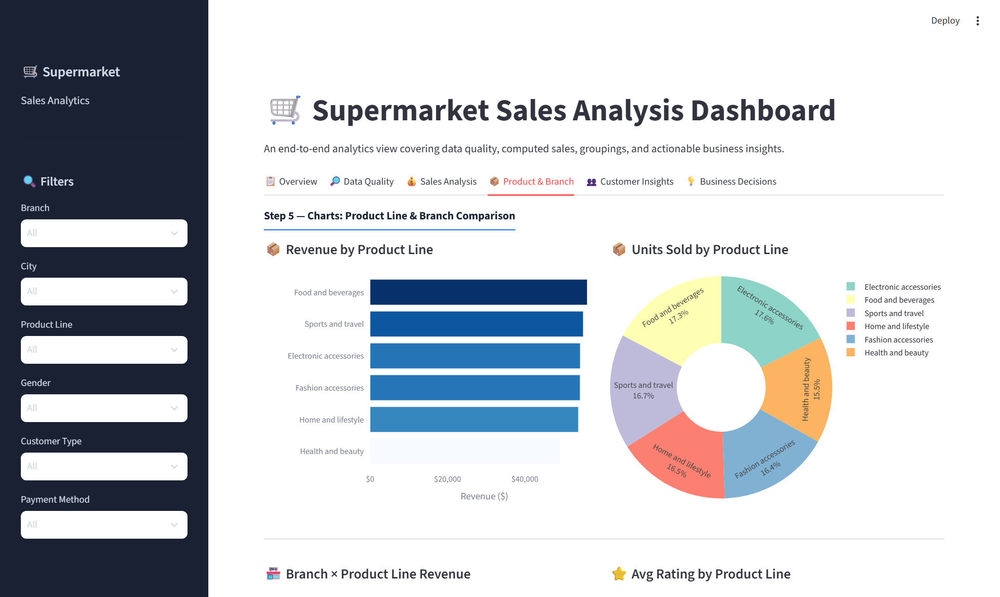 Deploy
Supermarket
Sales Analytics
Filters
Branch
All
City
All
Product Line
All
Gender
All
Customer Type
All
Payment Method
All
Supermarket Sales Analysis Dashboard
An end-to-end analytics view covering data quality, computed sales, groupings, and actionable business insights.
Overview
Data Quality
Sales Analysis
Product & Branch
Customer Insights
Business Decisions
Step 5 — Charts: Product Line & Branch Comparison
Revenue by Product Line
Food and beverages
Sports and travel
Electronic accessories
Fashion accessories
Home and lifestyle
Health and beauty
$0
$20,000
$40,000
Revenue ($)
Units Sold by Product Line
Electronic accessories
17.6%
Health and beauty
15.5%
Fashion accessories
16.4%
Home and lifestyle
16.5%
Sports and travel
16.7%
Food and beverages
17.3%
Electronic accessories
Food and beverages
Sports and travel
Home and lifestyle
Fashion accessories
Health and beauty
24H
Branch × Product Line Revenue
Avg Rating by Product Line